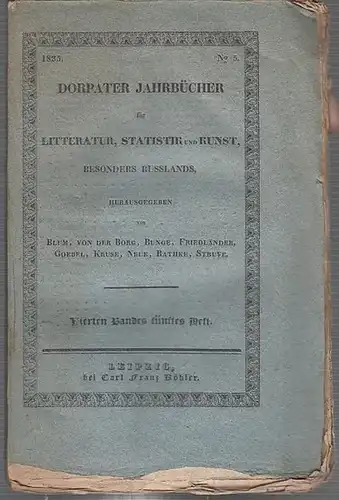 1835. No 5.
DORPATER JAHRBÜCHER
für
LITTERATUR, STATISTIK UND KUNST,
BESONDERS RUSSLANDS,
HERAUSGEGEBEN
von
BLUM, VON DER BORG, BUNGE, FRIEDLÄNDER,
GOEBEL, KRUSE, NEUE, RATHKE, STRUVE.
Vierten Bandes fünftes Heft.
LEIPZIG,
bei Carl Franz Köhler.